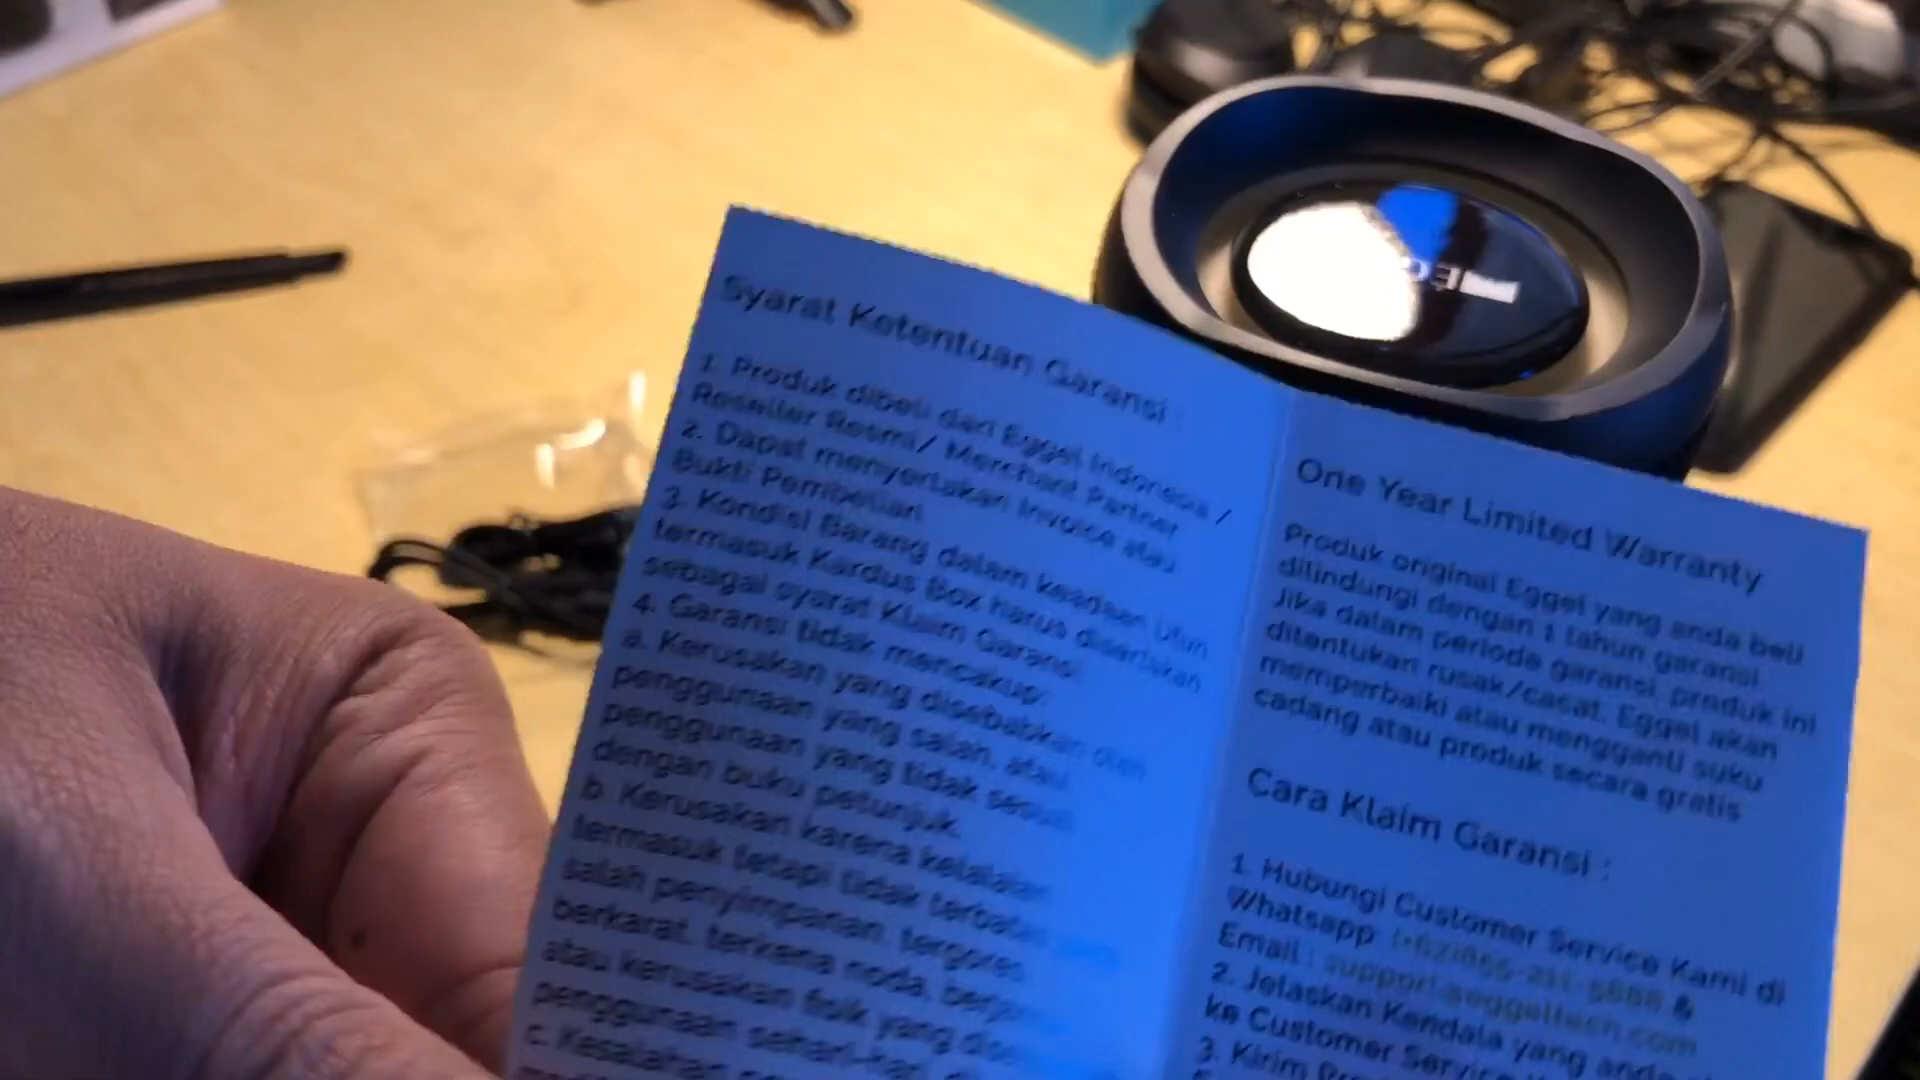 Syarat Ketentuan Garansi :
1. Produk dibeli dari Eggel Indonesia /
Reseller Resmi/ Merchant Partner
2. Dapat menyertakan Invoice atau
Bukti Pembelian
3. Kondisi Barang dalam keadaan Utuh
termasuk Kardus Box harus disertakan
sebagai syarat Klaim Garansi
4. Garansi tidak mencakup:
a. Kerusakan yang disebabkan oleh
penggunaan yang salah, atau
penggunaan yang tidak sesuai
dengan buku petunjuk.
b. Kerusakan karena kelalaian
termasuk tetapi tidak terbatas
salah penyimpanan, tergores
berkarat, terkena noda,
atau kerusakan fisik yang
penggunaan sehari-hari
c. Kesalahan
One Year Limited Warranty
Produk original Eggel yang anda beli
dilindungi dengan 1 tahun garansi.
Jika dalam periode garansi, produk ini
ditentukan rusak/cacat, Eggel akan
memperbaiki atau mengganti suku
cadang atau produk secara gratis
Cara Klaim Garansi :
1. Hubungi Customer Service Kami di
Whatsapp &
Email :
2. Jelaskan Kendala yang anda
ke Customer Service
3. Kirim